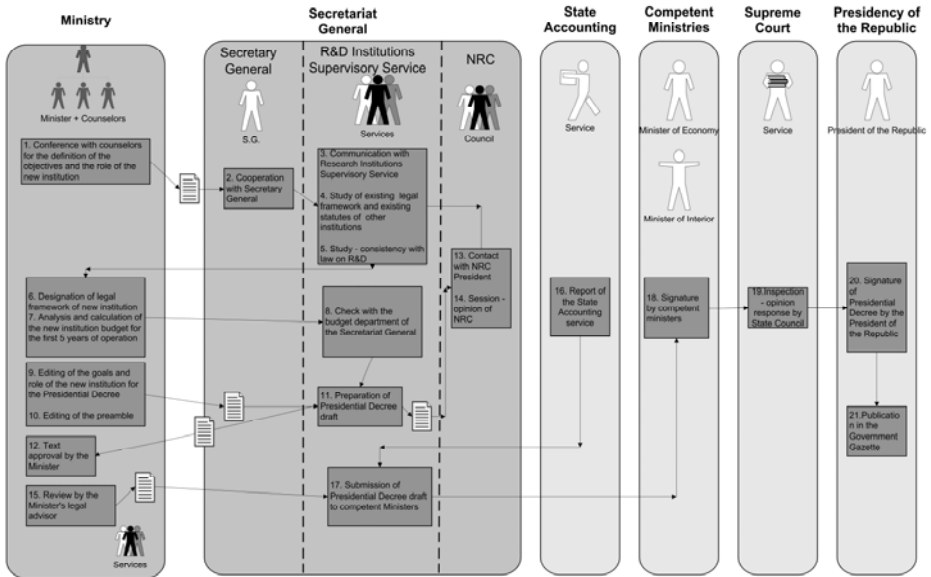 Ministry
Secretariat
General
State
Accounting
Competent
Ministries
Supreme
Court
Presidency of
the Republic
Secretary
General
R&D Institutions
Supervisory Service
NRC
Minister + Counselors
S.G.
Services
Council
Service
Minister of Economy
Service
President of the Republic
Minister of Interior
1. Conference with counselors
for the definition of the
objectives and the role of the
new institution
2. Cooperation
with Secretary
General
3. Communication with
Research Institutions
Supervisory Service
4. Study of existing legal
framework and existing
statutes of other
institutions
5. Study - consistency with
law on R&D
6. Designation of legal
framework of new institution
7. Analysis and calculation of
the new institution budget for
the first 5 years of operation
8. Check with the
budget department of
the Secretariat General
9. Editing of the goals and
role of the new institution for
the Presidential Decree
10. Editing of the preamble
11. Preparation of
Presidential Decree
draft
12. Text
approval by the
Minister
13. Contact
with NRC
President
14. Session -
opinion of
NRC
15. Review by the
Minister's legal
advisor
Services
16. Report of
the State
Accounting
service
17. Submission of
Presidential Decree draft
to competent Ministers
18. Signature
by competent
ministers
19.Inspection
- opinion
response by
State Council
20. Signature
of
Presidential
Decree by the
President of
the Republic
21.Publicatio
n in the
Government
Gazette